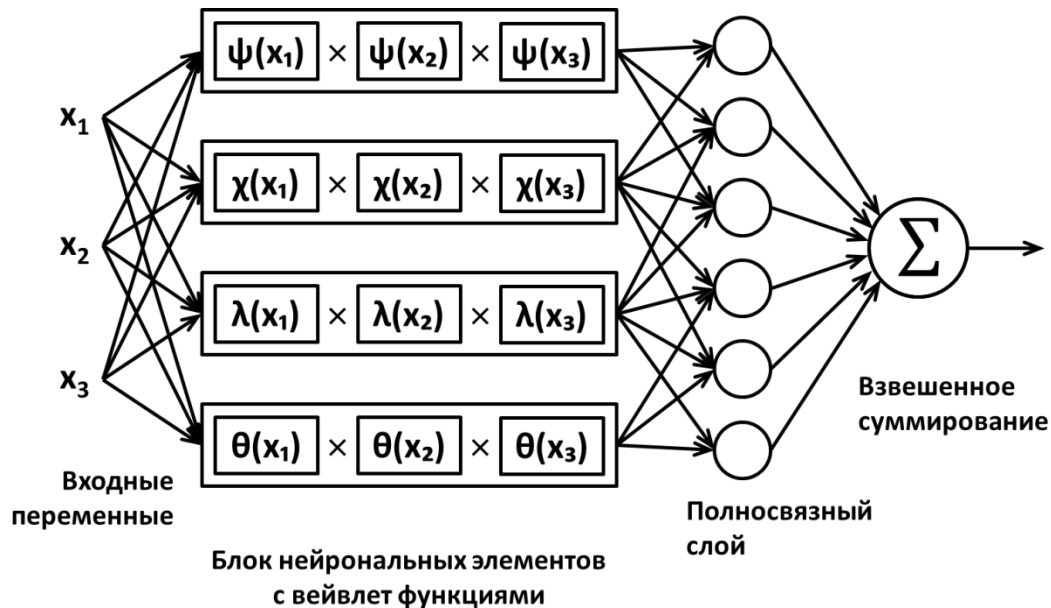 ψ(x₁) × ψ(x₂) × ψ(x₃)
x₁
χ(x₁) × χ(x₂) × χ(x₃)
x₂
Σ
λ(x₁) × λ(x₂) × λ(x₃)
x₃
θ(x₁) × θ(x₂) × θ(x₃)
Входные
переменные
Блок нейрональных элементов
с вейвлет функциями
Полносвязный
слой
Взвешенное
суммирование